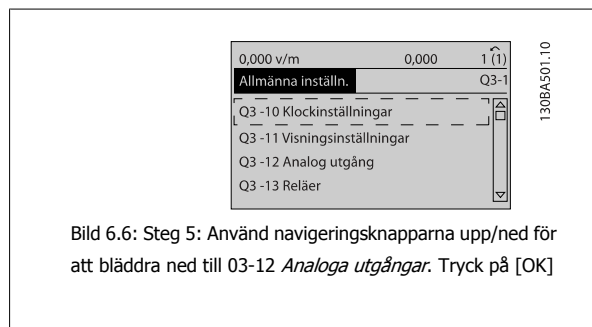 0,000 v/m 0,000 1 (1)
Allmänna inställn. Q3-1
Q3 -10 Klockinställningar
Q3 -11 Visningsinställningar
Q3 -12 Analog utgång
Q3 -13 Reläer
130BA501.10
Bild 6.6: Steg 5: Använd navigeringsknapparna upp/ned för
att bläddra ned till 03-12 Analoga utgångar. Tryck på [OK]